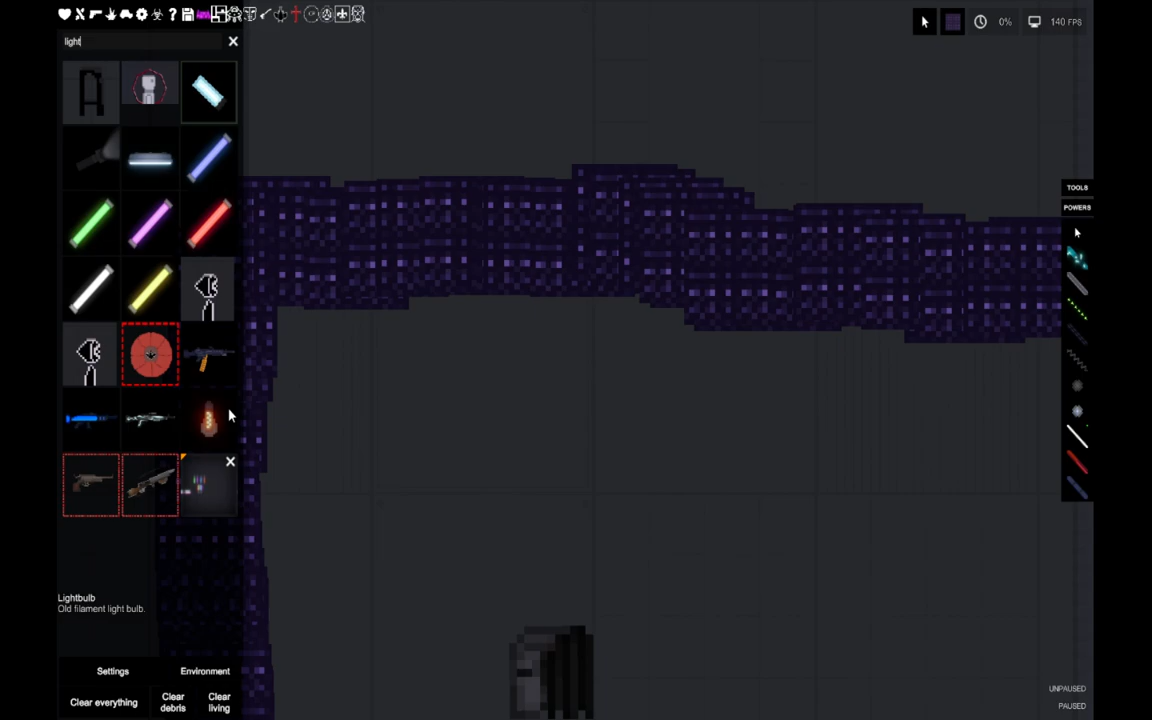 light
0%
140 FPS
TOOLS
POWERS
Lightbulb
Old filament light bulb.
Settings
Environment
Clear everything
Clear
debris
Clear
living
UNPAUSED
PAUSED